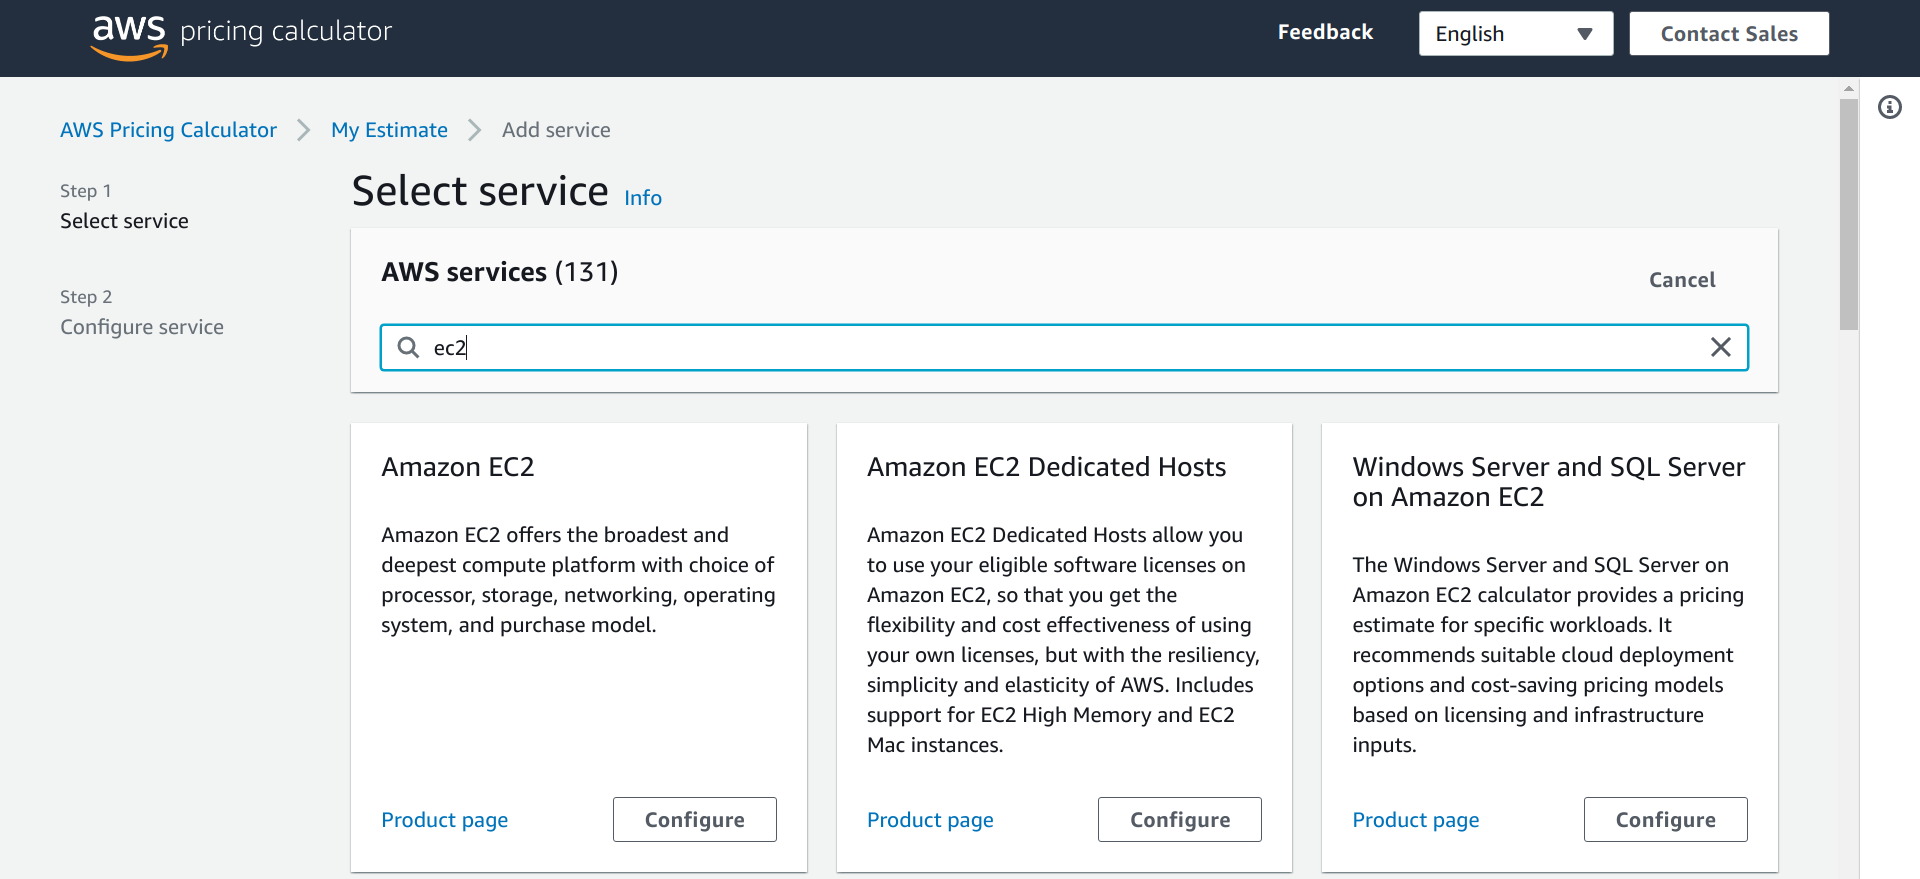 aws pricing calculator
Feedback
English
Contact Sales
AWS Pricing Calculator
My Estimate
Add service
Step 1
Select service
Step 2
Configure service
Select service Info
AWS services (131)
Cancel
ec2
Amazon EC2
Amazon EC2 offers the broadest and
deepest compute platform with choice of
processor, storage, networking, operating
system, and purchase model.
Product page
Configure
Amazon EC2 Dedicated Hosts
Amazon EC2 Dedicated Hosts allow you
to use your eligible software licenses on
Amazon EC2, so that you get the
flexibility and cost effectiveness of using
your own licenses, but with the resiliency,
simplicity and elasticity of AWS. Includes
support for EC2 High Memory and EC2
Mac instances.
Product page
Configure
Windows Server and SQL Server
on Amazon EC2
The Windows Server and SQL Server on
Amazon EC2 calculator provides a pricing
estimate for specific workloads. It
recommends suitable cloud deployment
options and cost-saving pricing models
based on licensing and infrastructure
inputs.
Product page
Configure